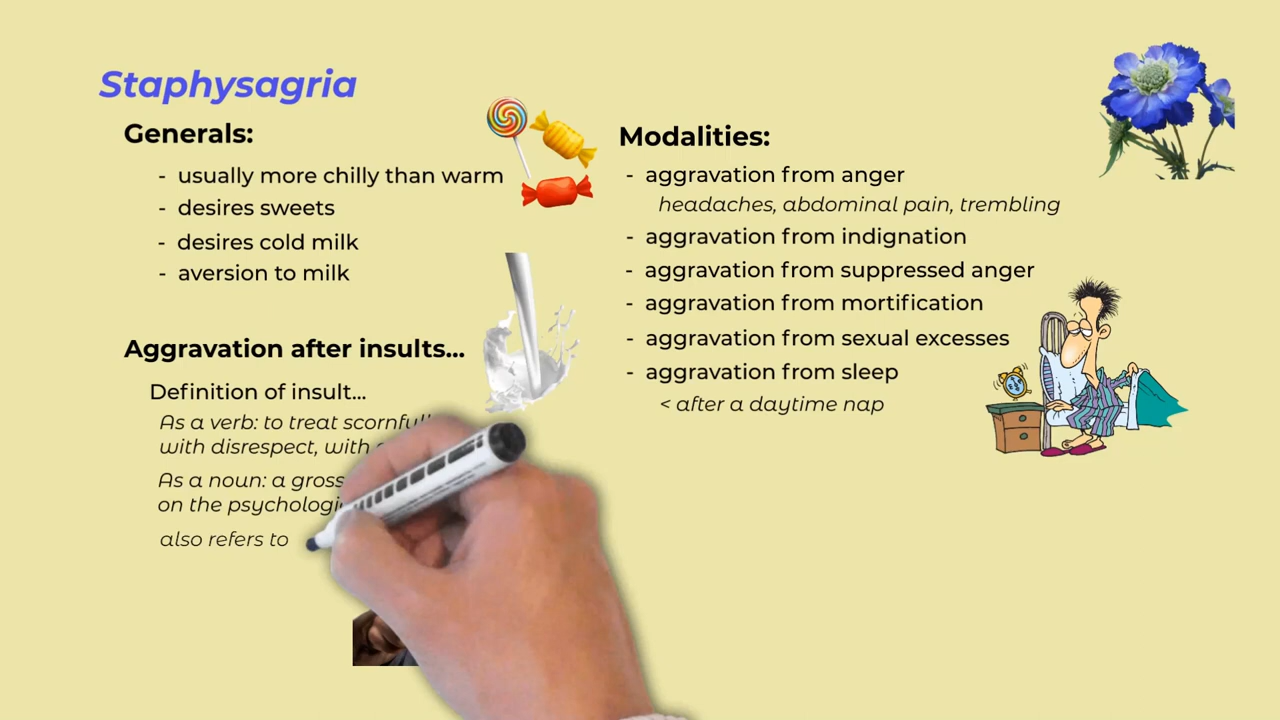 Staphysagria
Generals:
- usually more chilly than warm
- desires sweets
- desires cold milk
- aversion to milk
Aggravation after insults...
Definition of insult...
As a verb: to treat scornfully
with disrespect, with
As a noun: a gross
on the
also refers to
Modalities:
- aggravation from anger
headaches, abdominal pain, trembling
- aggravation from indignation
- aggravation from suppressed anger
- aggravation from mortification
- aggravation from sexual excesses
- aggravation from sleep
< after a daytime nap